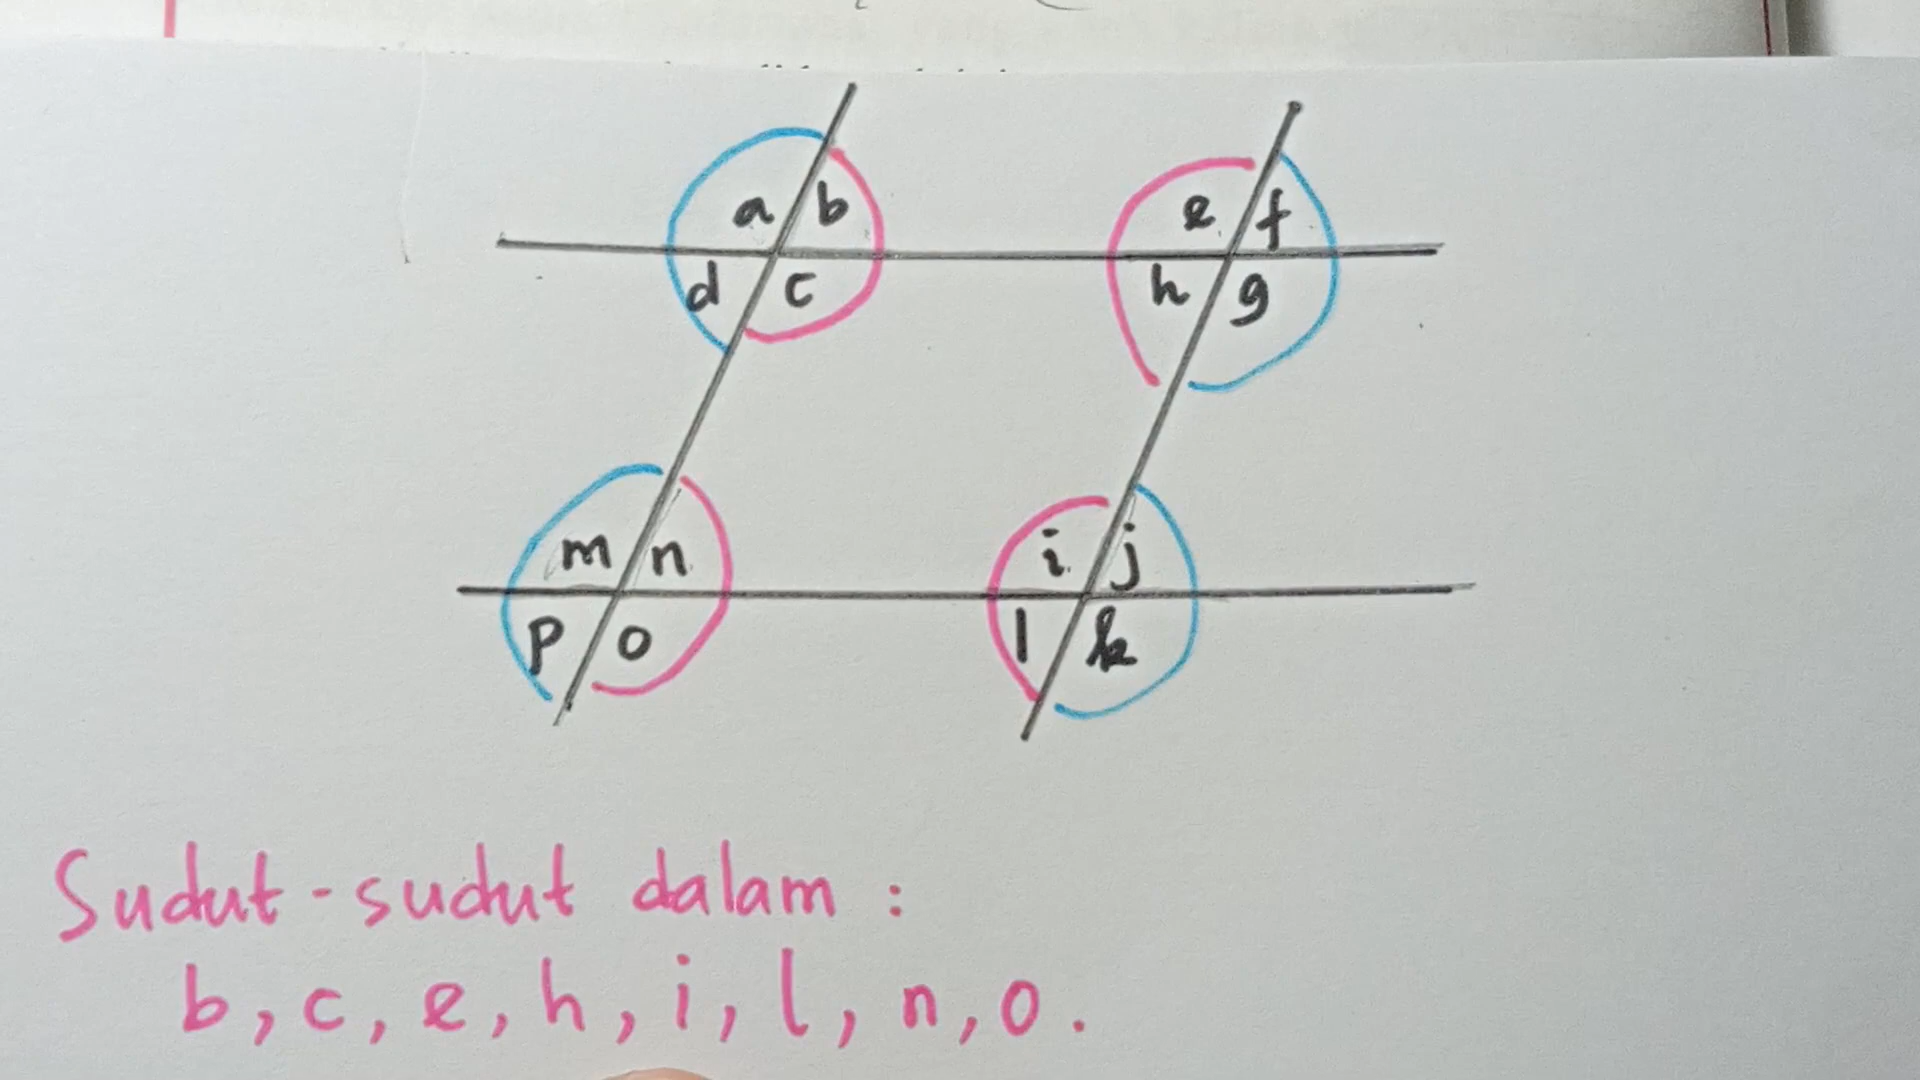 a b
e f
d c
h g
m n
i j
p o
l k
Sudut-sudut dalam :
b, c, e, h, i, l, n, o.